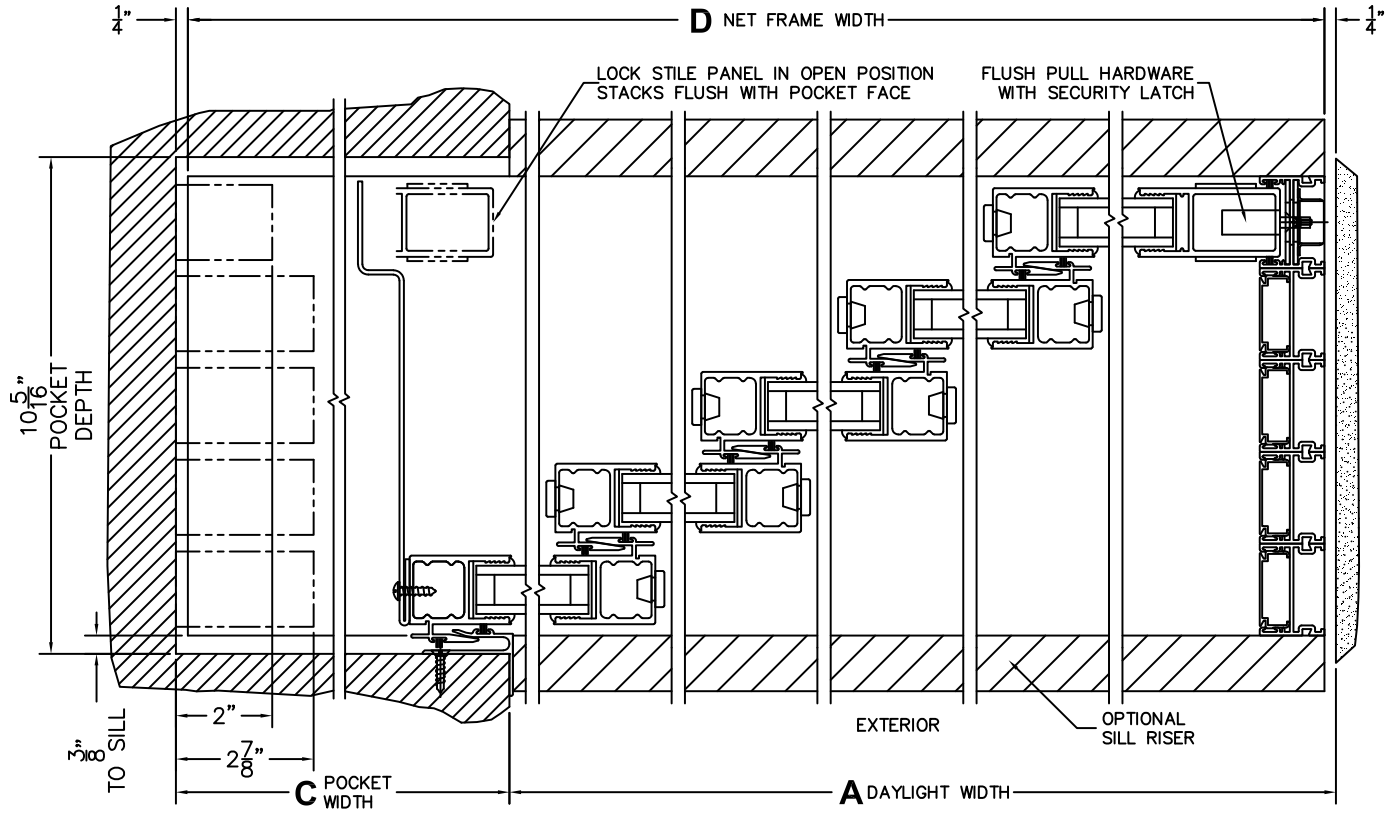 1/4"
D NET FRAME WIDTH
1/4"
LOCK STILE PANEL IN OPEN POSITION
STACKS FLUSH WITH POCKET FACE
FLUSH PULL HARDWARE
WITH SECURITY LATCH
10 5/16"
POCKET
DEPTH
3/8"
TO SILL
2"
2 7/8"
C POCKET
WIDTH
EXTERIOR
OPTIONAL
SILL RISER
A DAYLIGHT WIDTH